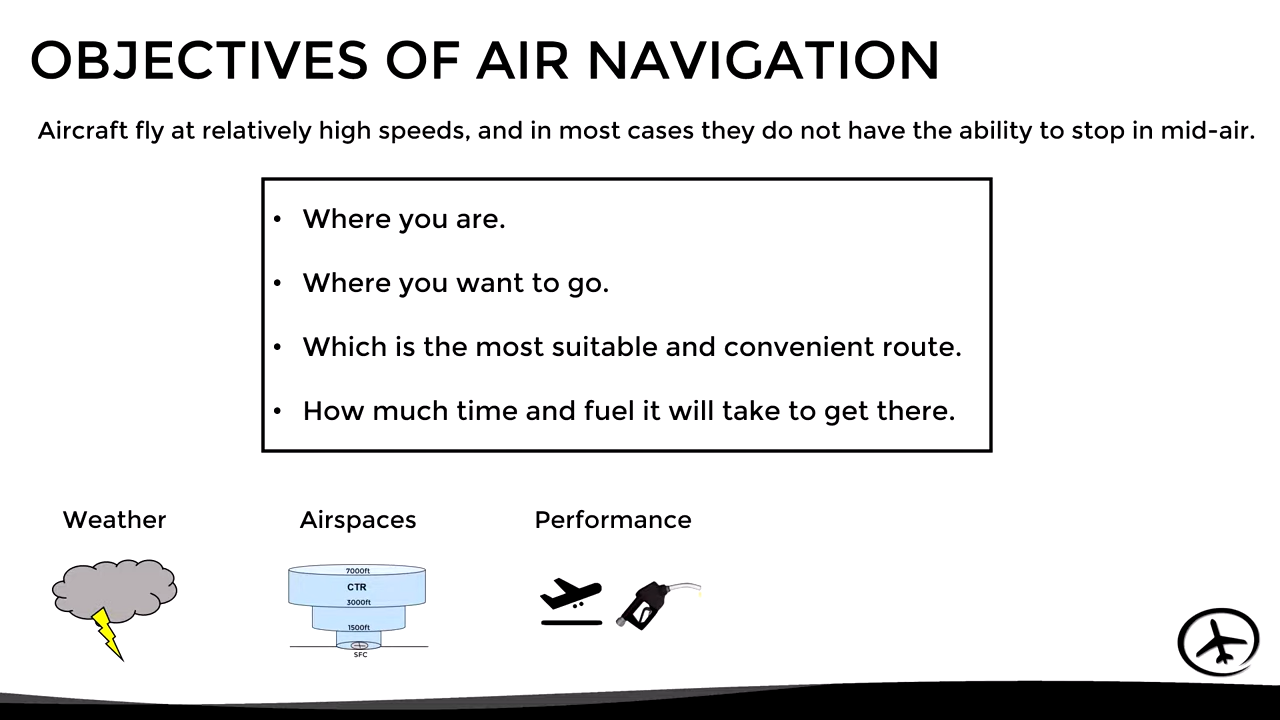 OBJECTIVES OF AIR NAVIGATION
Aircraft fly at relatively high speeds, and in most cases they do not have the ability to stop in mid-air.
• Where you are.
• Where you want to go.
• Which is the most suitable and convenient route.
• How much time and fuel it will take to get there.
Weather
Airspaces
Performance
7000ft
CTR
3000ft
1500ft
SFC